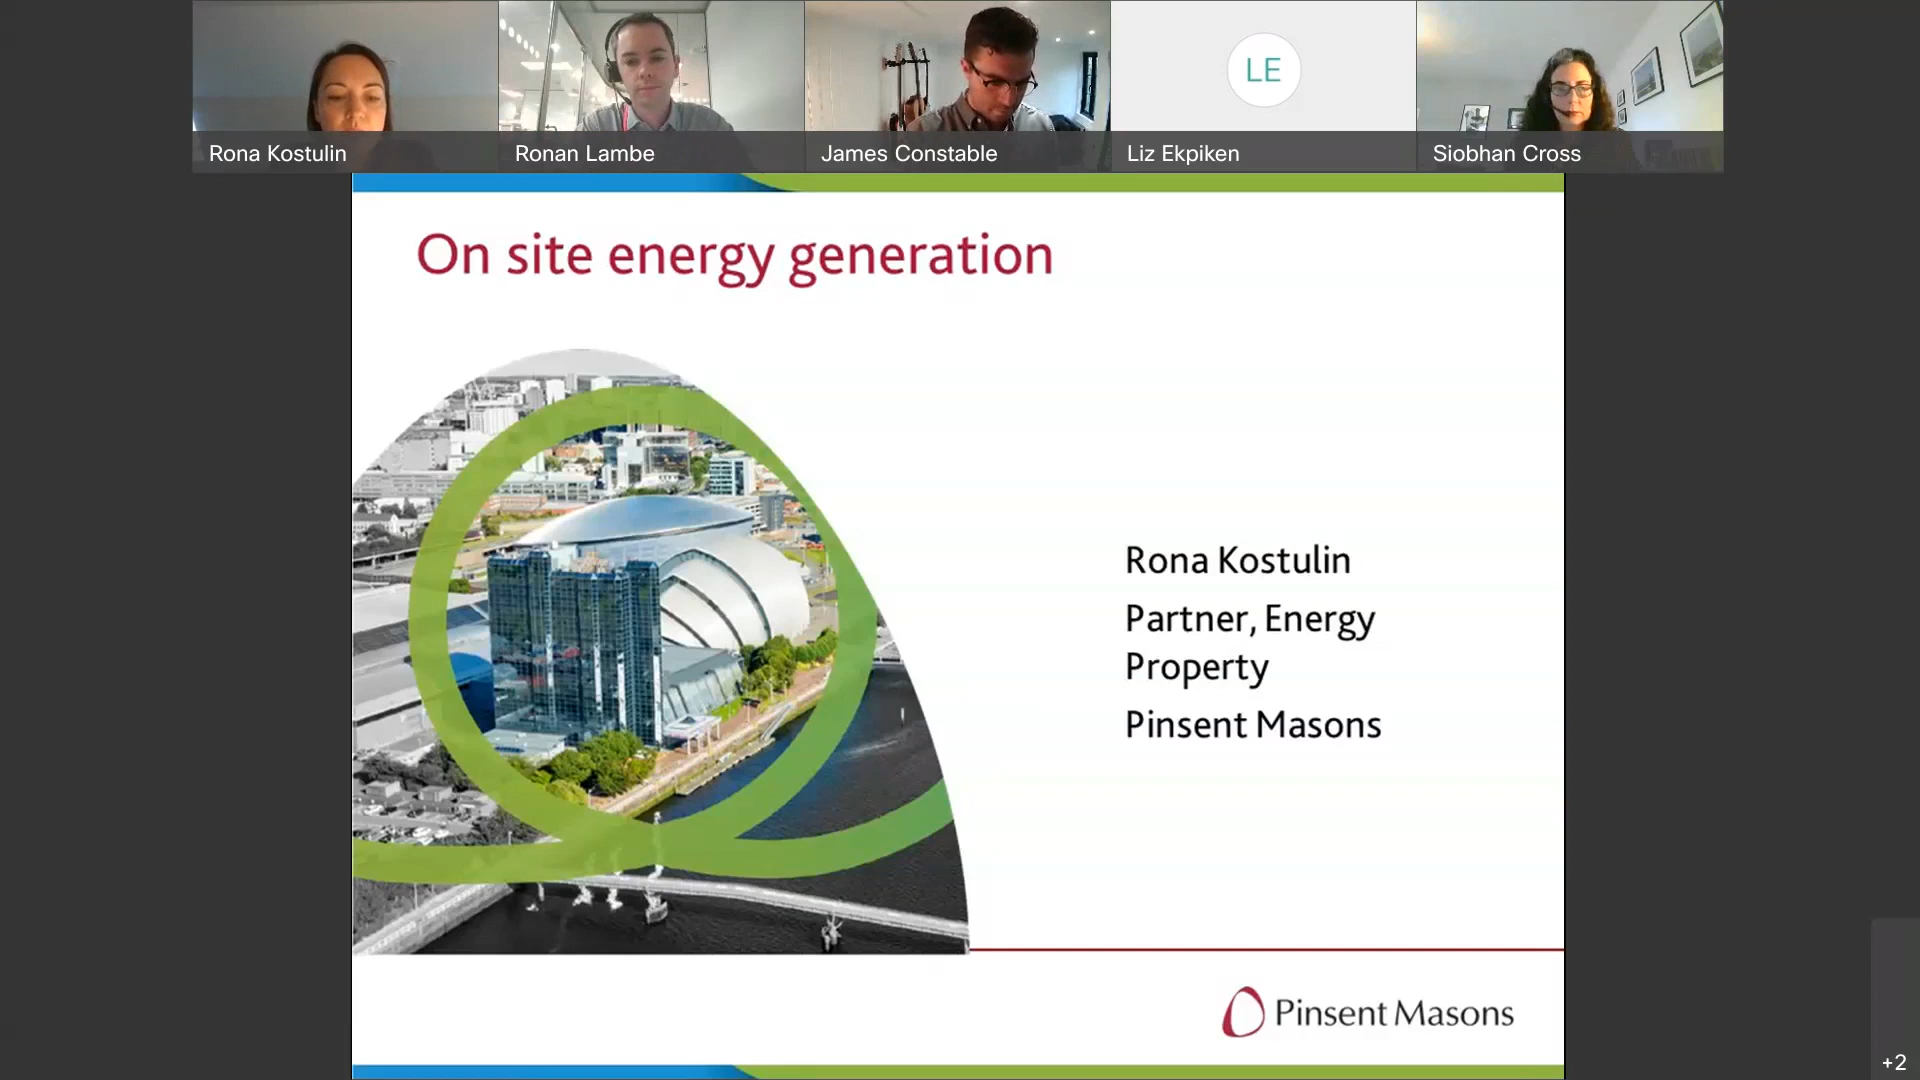 Rona Kostulin
Ronan Lambe
James Constable
LE
Liz Ekpiken
Siobhan Cross
On site energy generation
Rona Kostulin
Partner, Energy
Property
Pinsent Masons
Pinsent Masons
+2